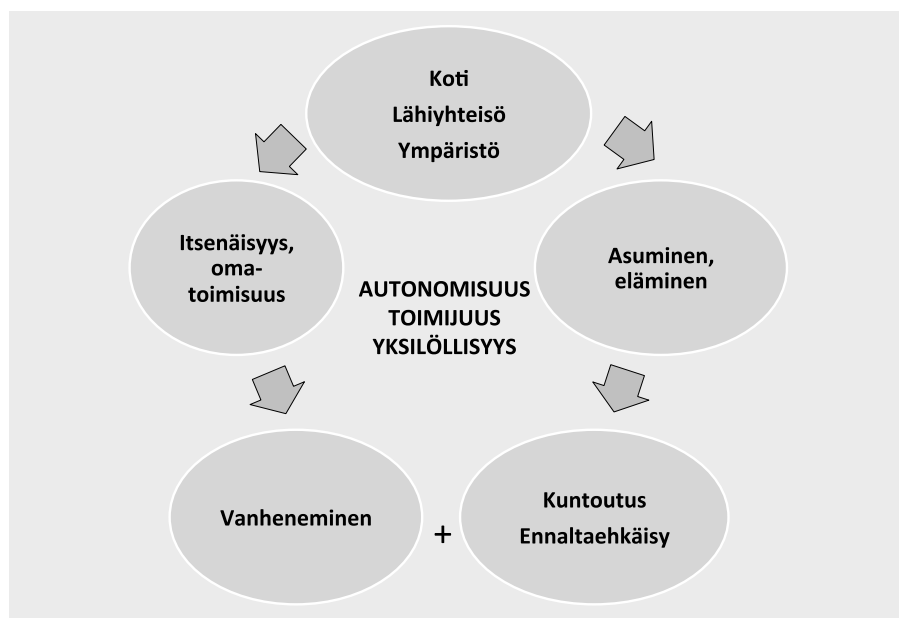 Koti
Lähiyhteisö
Ympäristö
Itsenäisyys,
oma-
toimisuus
Asuminen,
eläminen
AUTONOMISUUS
TOIMIJUUS
YKSILÖLLISYYS
Vanheneminen
+
Kuntoutus
Ennaltaehkäisy